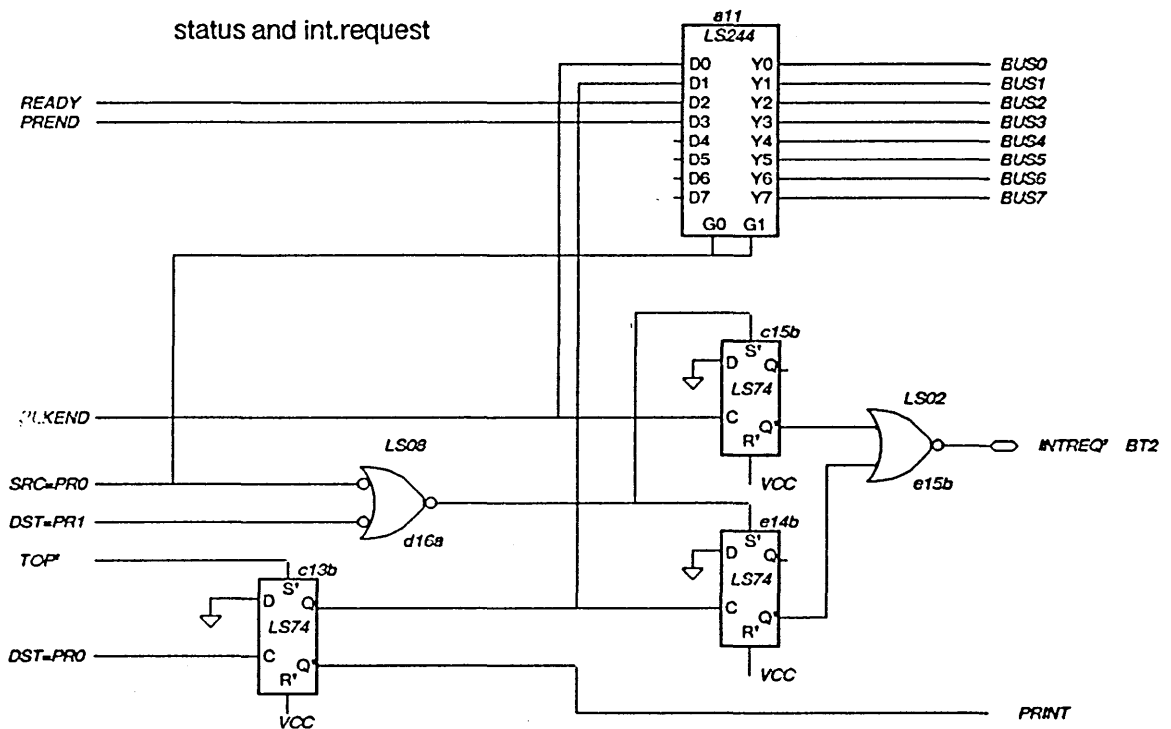 status and int.request
a11
LS244
D0 Y0 BUS0
D1 Y1 BUS1
READY D2 Y2 BUS2
PREND D3 Y3 BUS3
D4 Y4 BUS4
D5 Y5 BUS5
D6 Y6 BUS6
D7 Y7 BUS7
G0 G1
c15b
S'
D Q
LS74
C Q'
R'
VCC
LS02
e15b
INTREQ' BT2
LS08
SRC=PR0
DST=PR1
d16a
e14b
S'
D Q
LS74
C Q'
R'
VCC
TOP'
c13b
S'
D Q
LS74
DST=PR0 C Q'
R'
VCC
PRINT